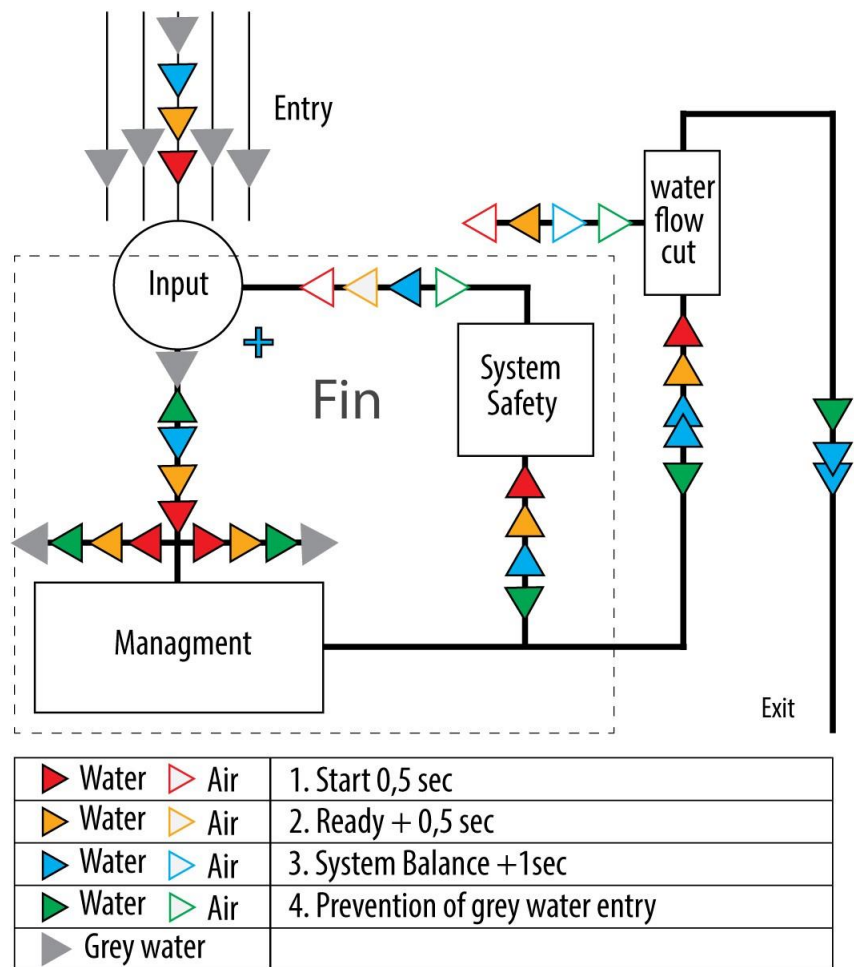 Entry
water
flow
cut
Input
+
System
Safety
Fin
Managment
Exit
Water Air 1. Start 0,5 sec
Water Air 2. Ready + 0,5 sec
Water Air 3. System Balance +1sec
Water Air 4. Prevention of grey water entry
Grey water